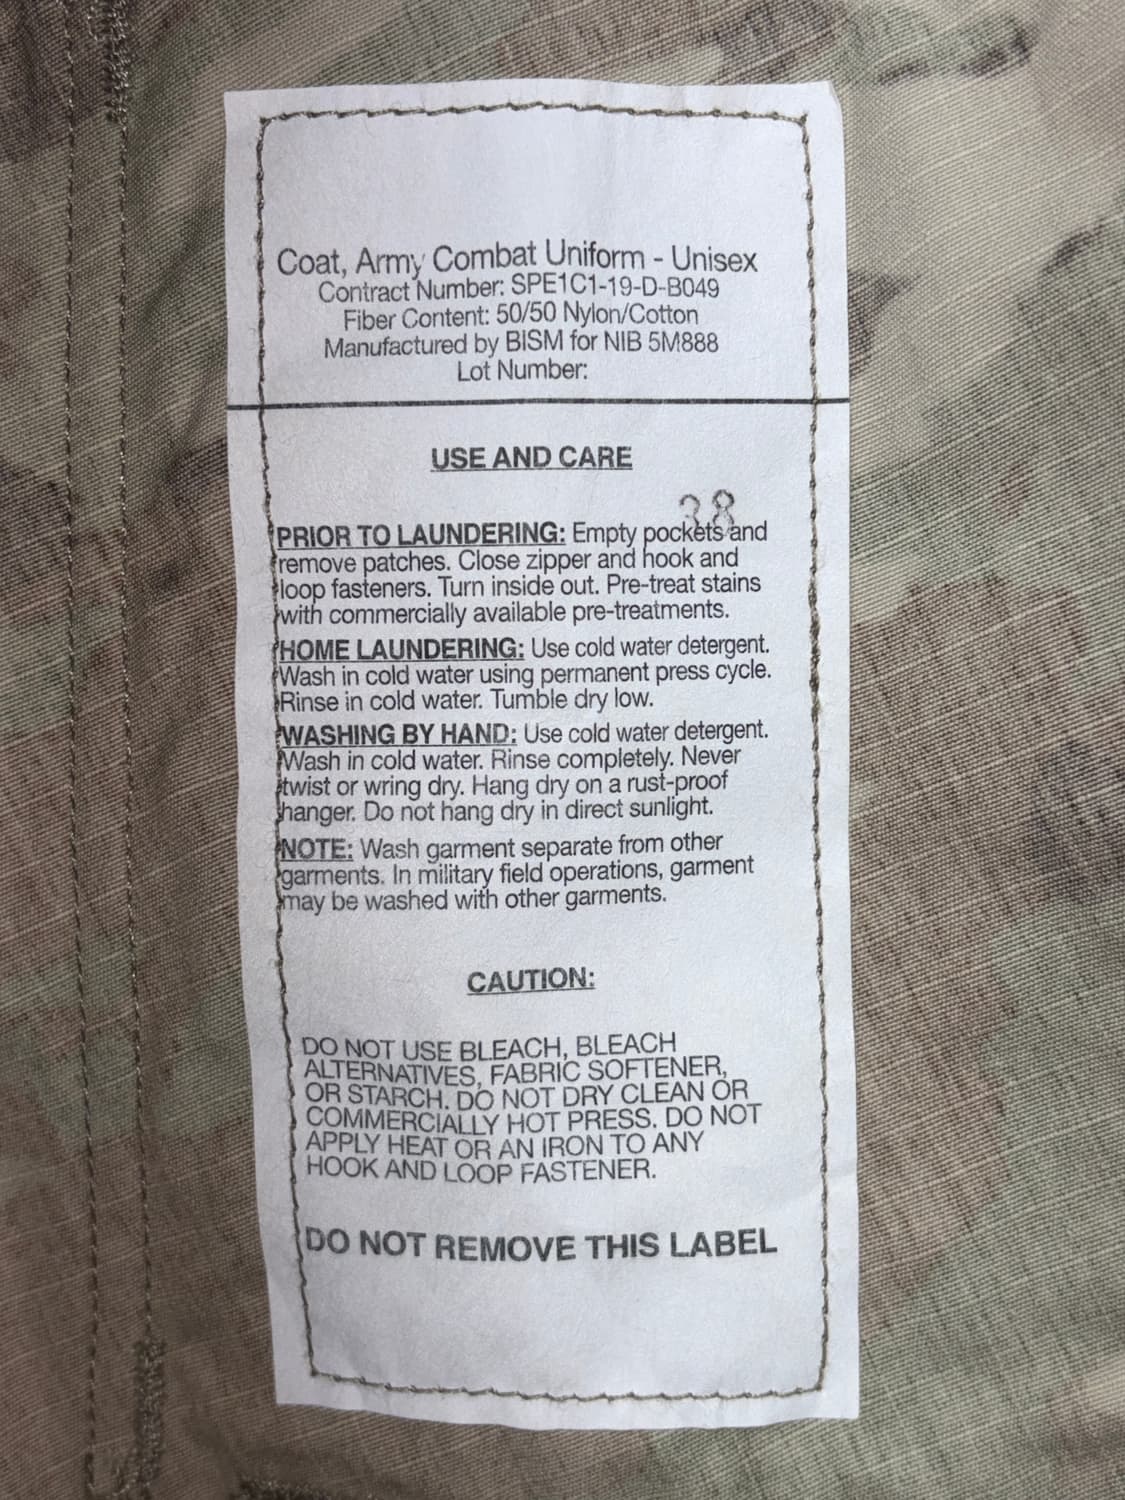 Coat, Army Combat Uniform - Unisex
Contract Number: SPE1C1-19-D-B049
Fiber Content: 50/50 Nylon/Cotton
Manufactured by BISM for NIB 5M888
Lot Number:
USE AND CARE
38
PRIOR TO LAUNDERING: Empty pockets and
remove patches. Close zipper and hook and
loop fasteners. Turn inside out. Pre-treat stains
with commercially available pre-treatments.
HOME LAUNDERING: Use cold water detergent.
Wash in cold water using permanent press cycle.
Rinse in cold water. Tumble dry low.
WASHING BY HAND: Use cold water detergent.
Wash in cold water. Rinse completely. Never
twist or wring dry. Hang dry on a rust-proof
hanger. Do not hang dry in direct sunlight.
NOTE: Wash garment separate from other
garments. In military field operations, garment
may be washed with other garments.
CAUTION:
DO NOT USE BLEACH, BLEACH
ALTERNATIVES, FABRIC SOFTENER,
OR STARCH. DO NOT DRY CLEAN OR
COMMERCIALLY HOT PRESS. DO NOT
APPLY HEAT OR AN IRON TO ANY
HOOK AND LOOP FASTENER.
DO NOT REMOVE THIS LABEL